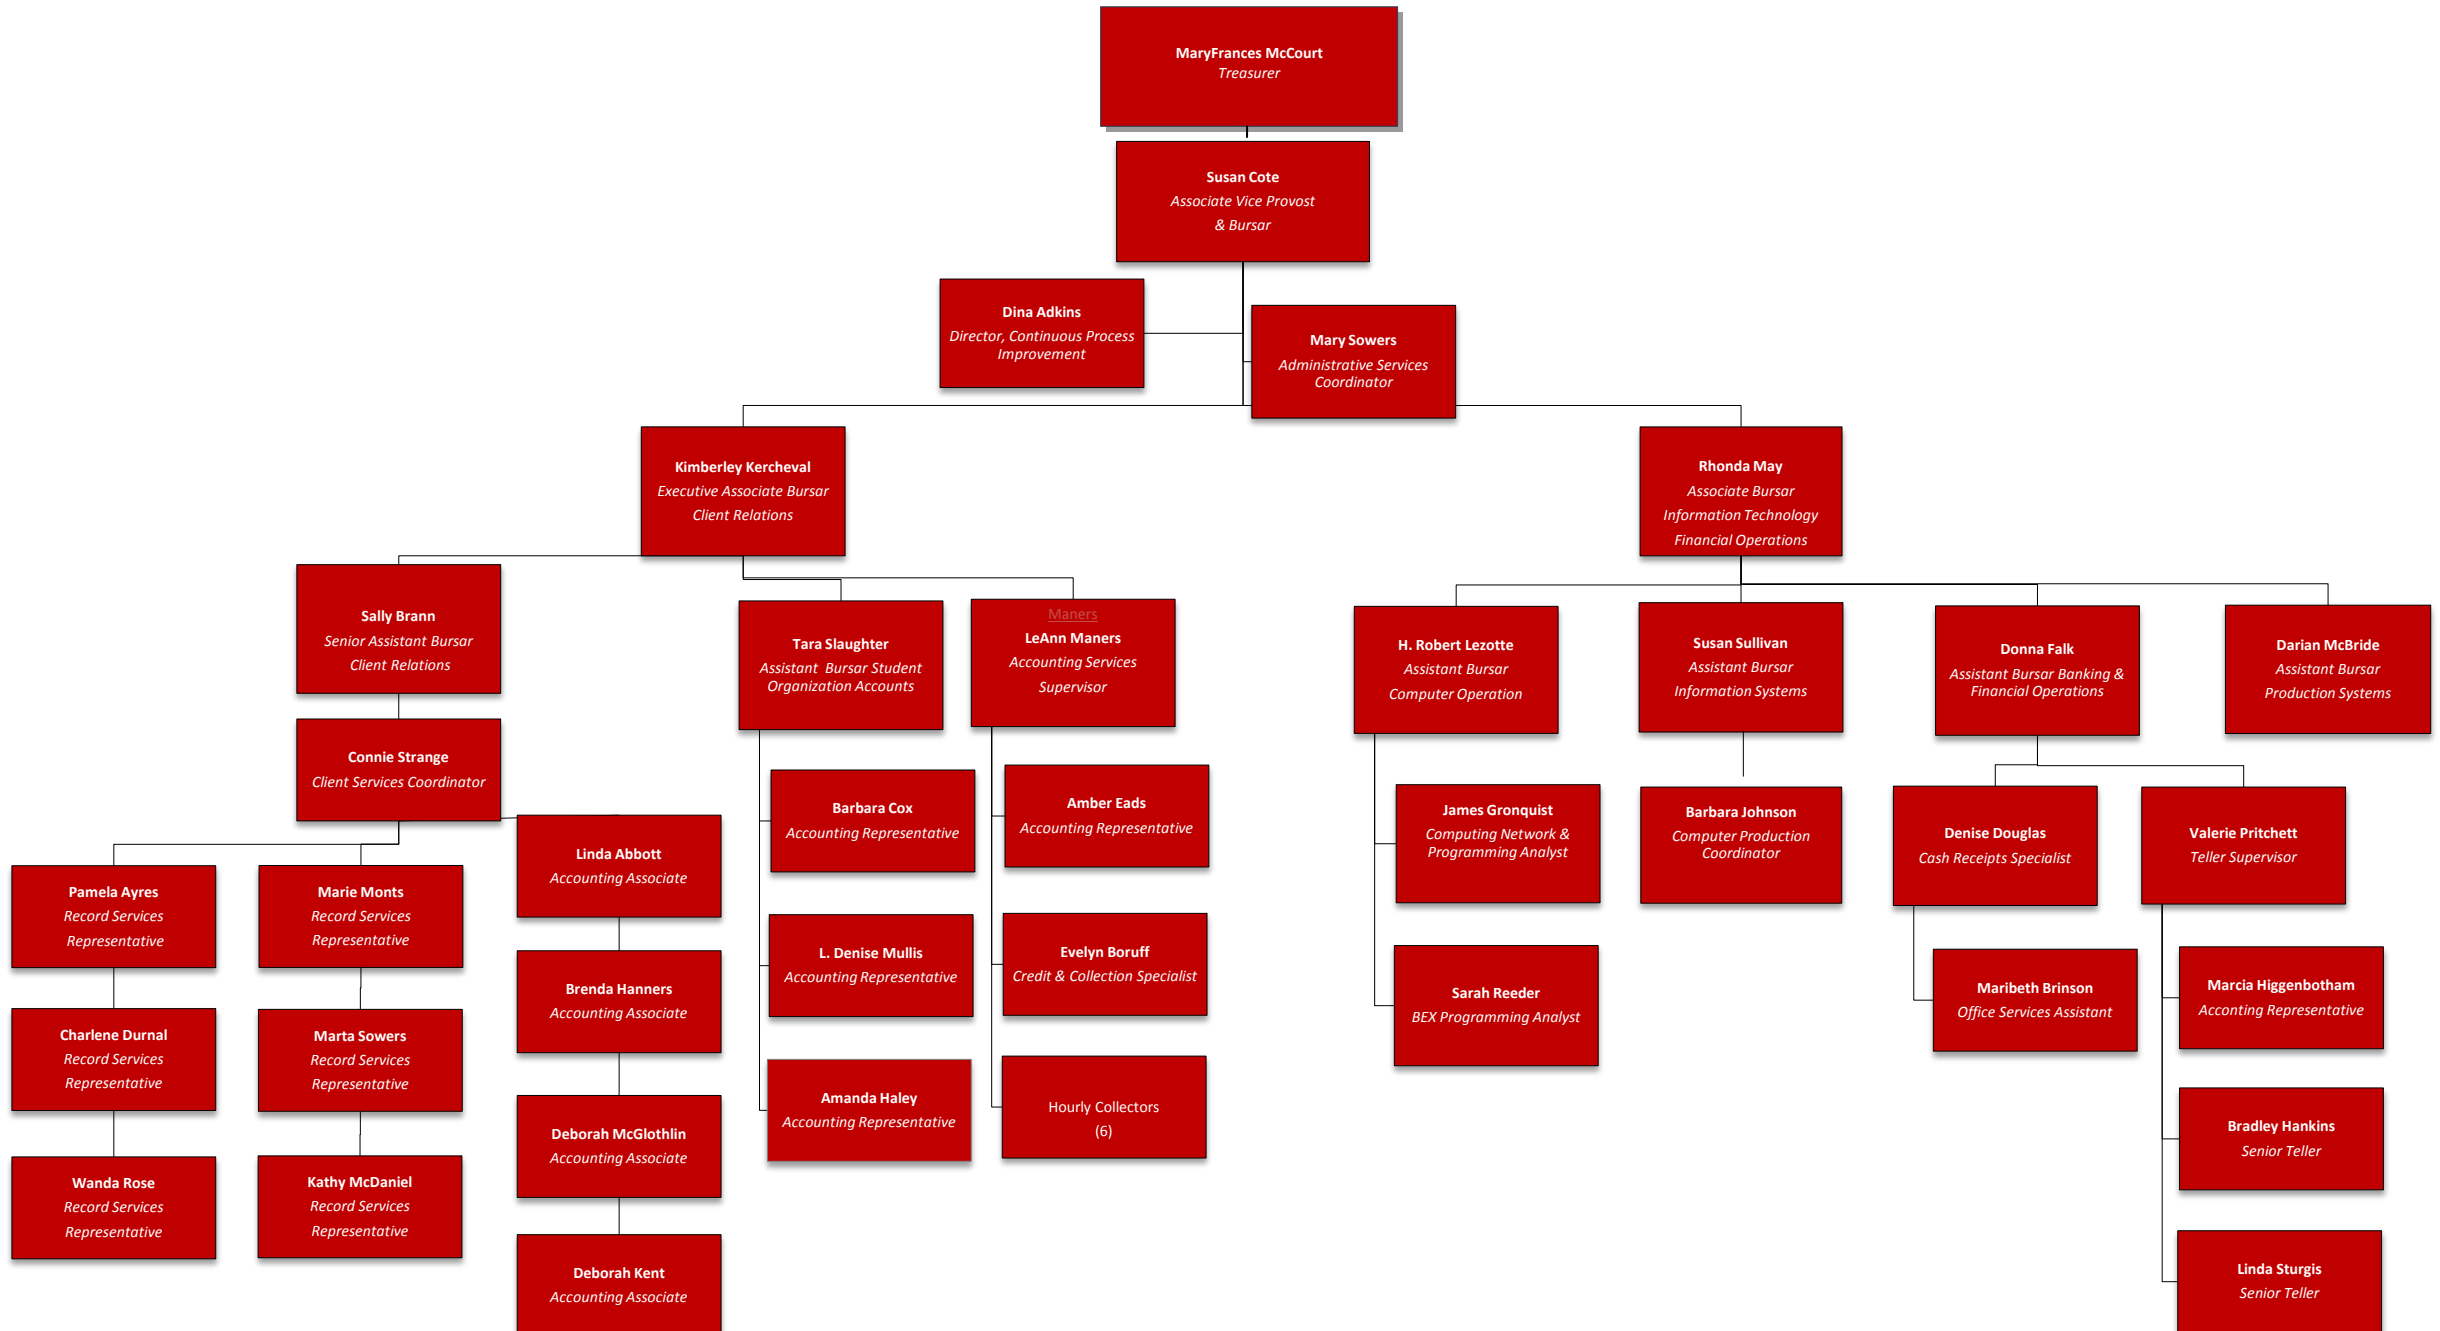 MaryFrances McCourt
Treasurer
Susan Cote
Associate Vice Provost
& Bursar
Dina Adkins
Director, Continuous Process
Improvement
Mary Sowers
Administrative Services
Coordinator
Kimberley Kercheval
Executive Associate Bursar
Client Relations
Rhonda May
Associate Bursar
Information Technology
Financial Operations
Sally Brann
Senior Assistant Bursar
Client Relations
Tara Slaughter
Assistant Bursar Student
Organization Accounts
Maners
LeAnn Maners
Accounting Services
Supervisor
H. Robert Lezotte
Assistant Bursar
Computer Operation
Susan Sullivan
Assistant Bursar
Information Systems
Donna Falk
Assistant Bursar Banking &
Financial Operations
Darian McBride
Assistant Bursar
Production Systems
Connie Strange
Client Services Coordinator
Barbara Cox
Accounting Representative
Amber Eads
Accounting Representative
James Gronquist
Computing Network &
Programming Analyst
Barbara Johnson
Computer Production
Coordinator
Denise Douglas
Cash Receipts Specialist
Valerie Pritchett
Teller Supervisor
Pamela Ayres
Record Services
Representative
Marie Monts
Record Services
Representative
Linda Abbott
Accounting Associate
L. Denise Mullis
Accounting Representative
Evelyn Boruff
Credit & Collection Specialist
Sarah Reeder
BEX Programming Analyst
Maribeth Brinson
Office Services Assistant
Marcia Higgenbotham
Acconting Representative
Charlene Durnal
Record Services
Representative
Marta Sowers
Record Services
Representative
Brenda Hanners
Accounting Associate
Amanda Haley
Accounting Representative
Hourly Collectors
(6)
Bradley Hankins
Senior Teller
Wanda Rose
Record Services
Representative
Kathy McDaniel
Record Services
Representative
Deborah McGlothlin
Accounting Associate
Deborah Kent
Accounting Associate
Linda Sturgis
Senior Teller